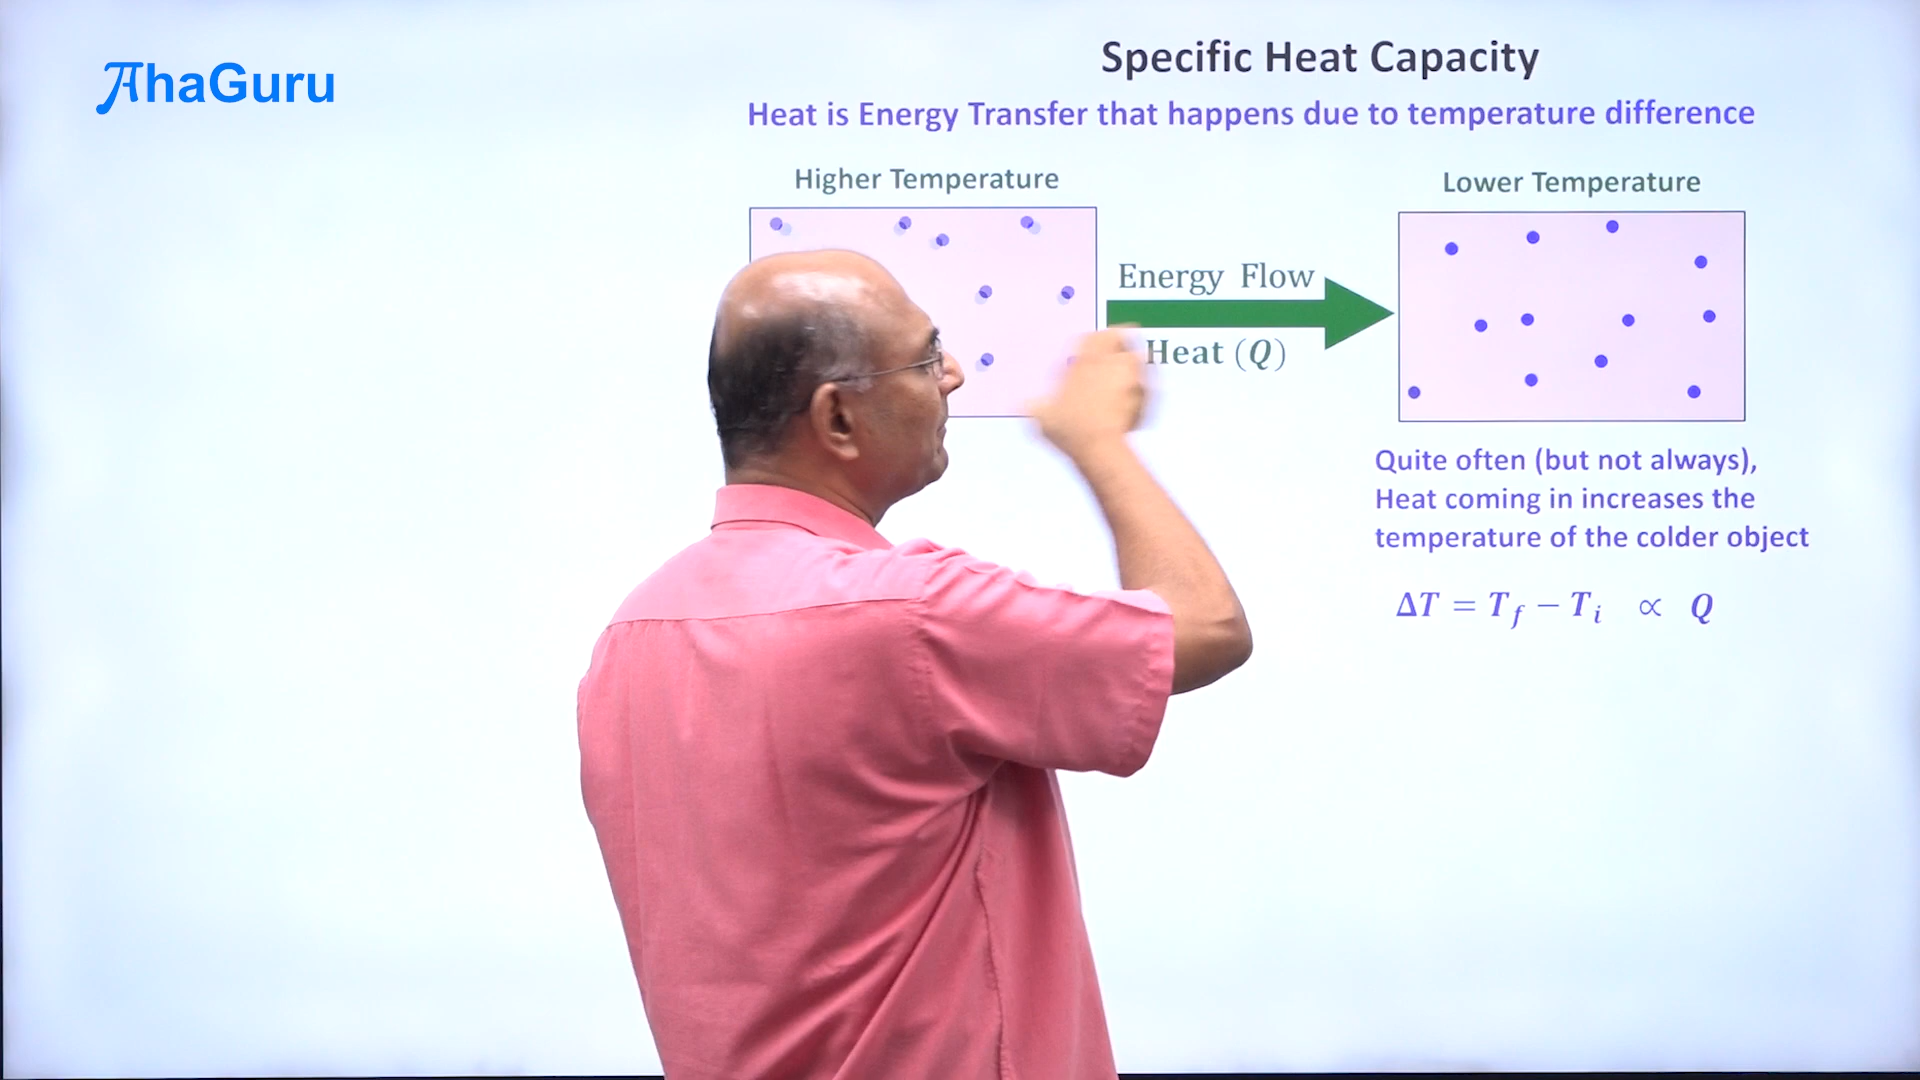 AhaGuru
Specific Heat Capacity
Heat is Energy Transfer that happens due to temperature difference
Higher Temperature
Lower Temperature
Energy Flow
Heat (Q)
Quite often (but not always),
Heat coming in increases the
temperature of the colder object
ΔT = T_f − T_i ∝ Q